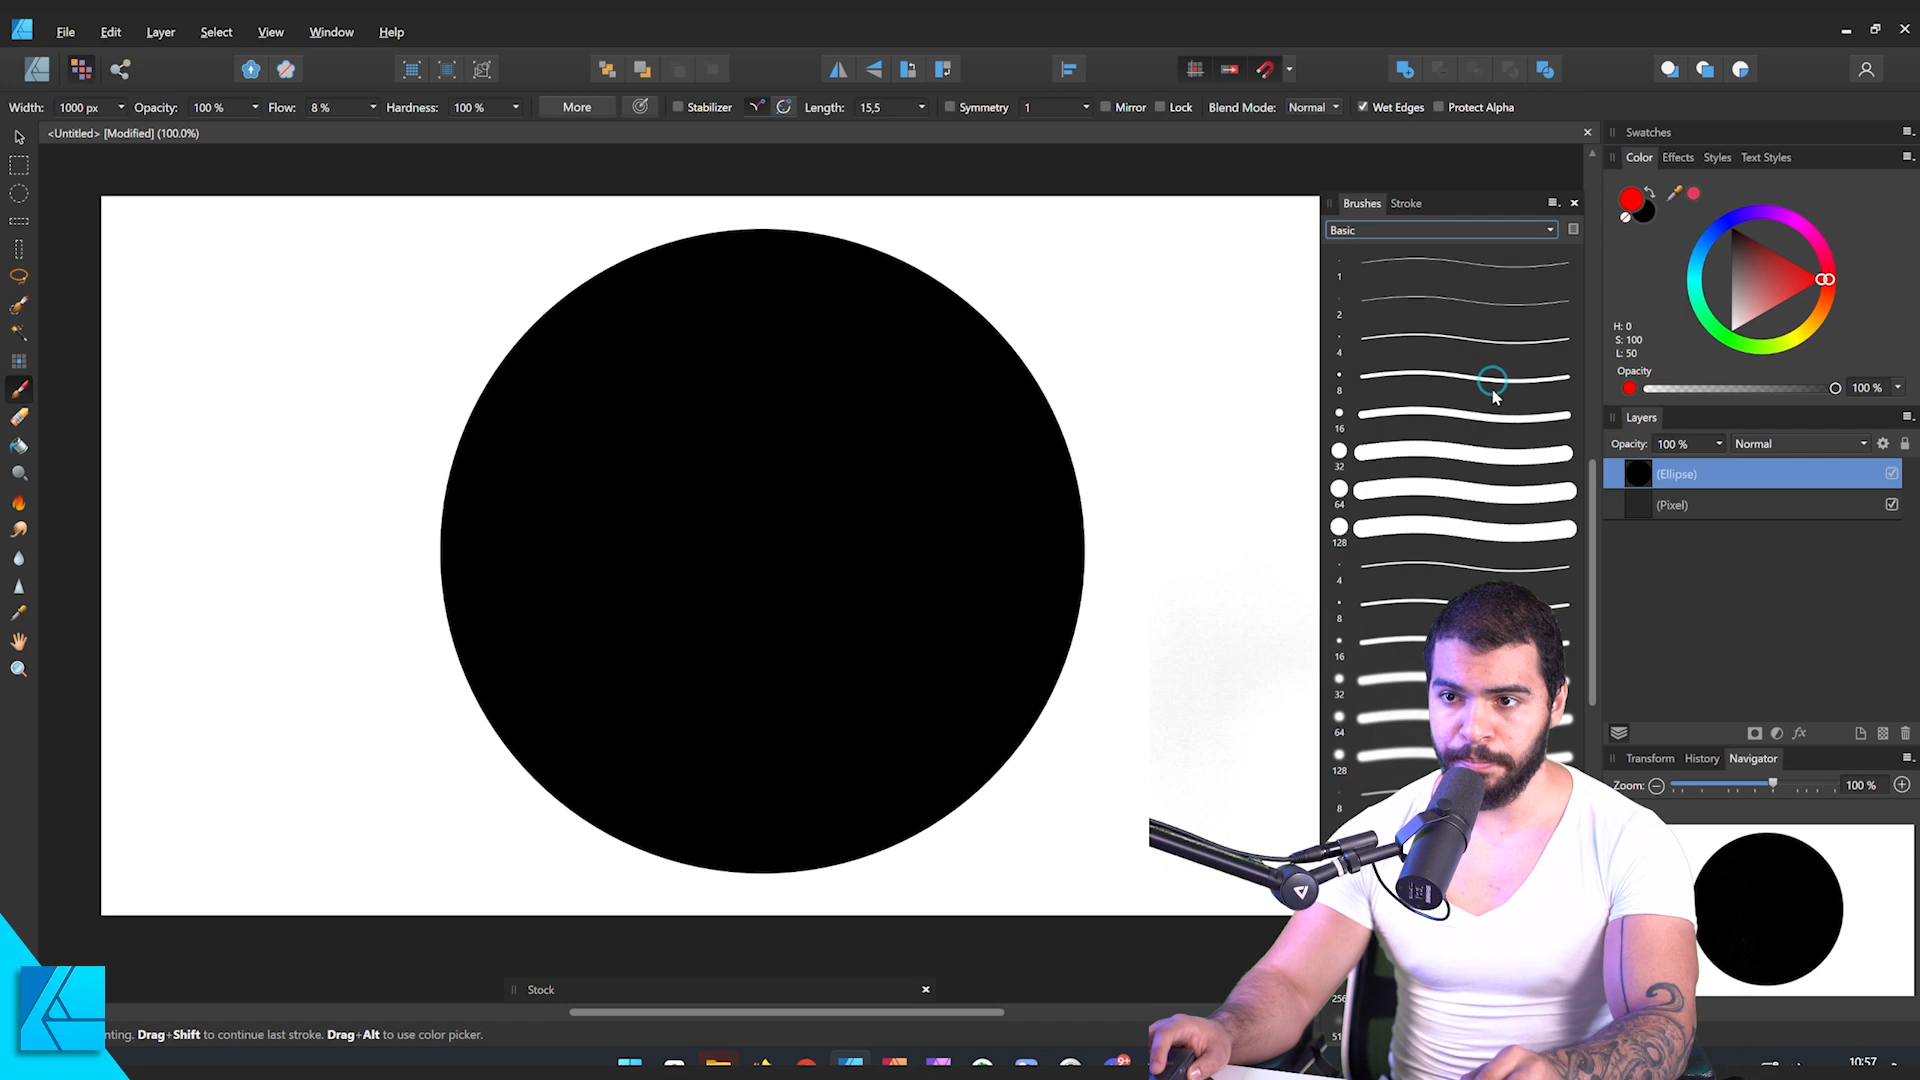 File Edit Layer Select View Window Help
Width: 1000 px Opacity: 100 % Flow: 8 % Hardness: 100 % More Stabilizer Length: 15,5 Symmetry 1 Mirror Lock Blend Mode: Normal Wet Edges Protect Alpha
<Untitled> [Modified] (100.0%)
Swatches
Color Effects Styles Text Styles
H: 0
S: 100
L: 50
Opacity
100 %
Brushes Stroke
Basic
1
2
4
8
16
32
64
128
4
8
16
32
64
128
8
256
Layers
Opacity: 100 % Normal
(Ellipse)
(Pixel)
Transform History Navigator
Zoom: 100 %
Stock
nting. Drag+Shift to continue last stroke. Drag+Alt to use color picker.
9+
10:57